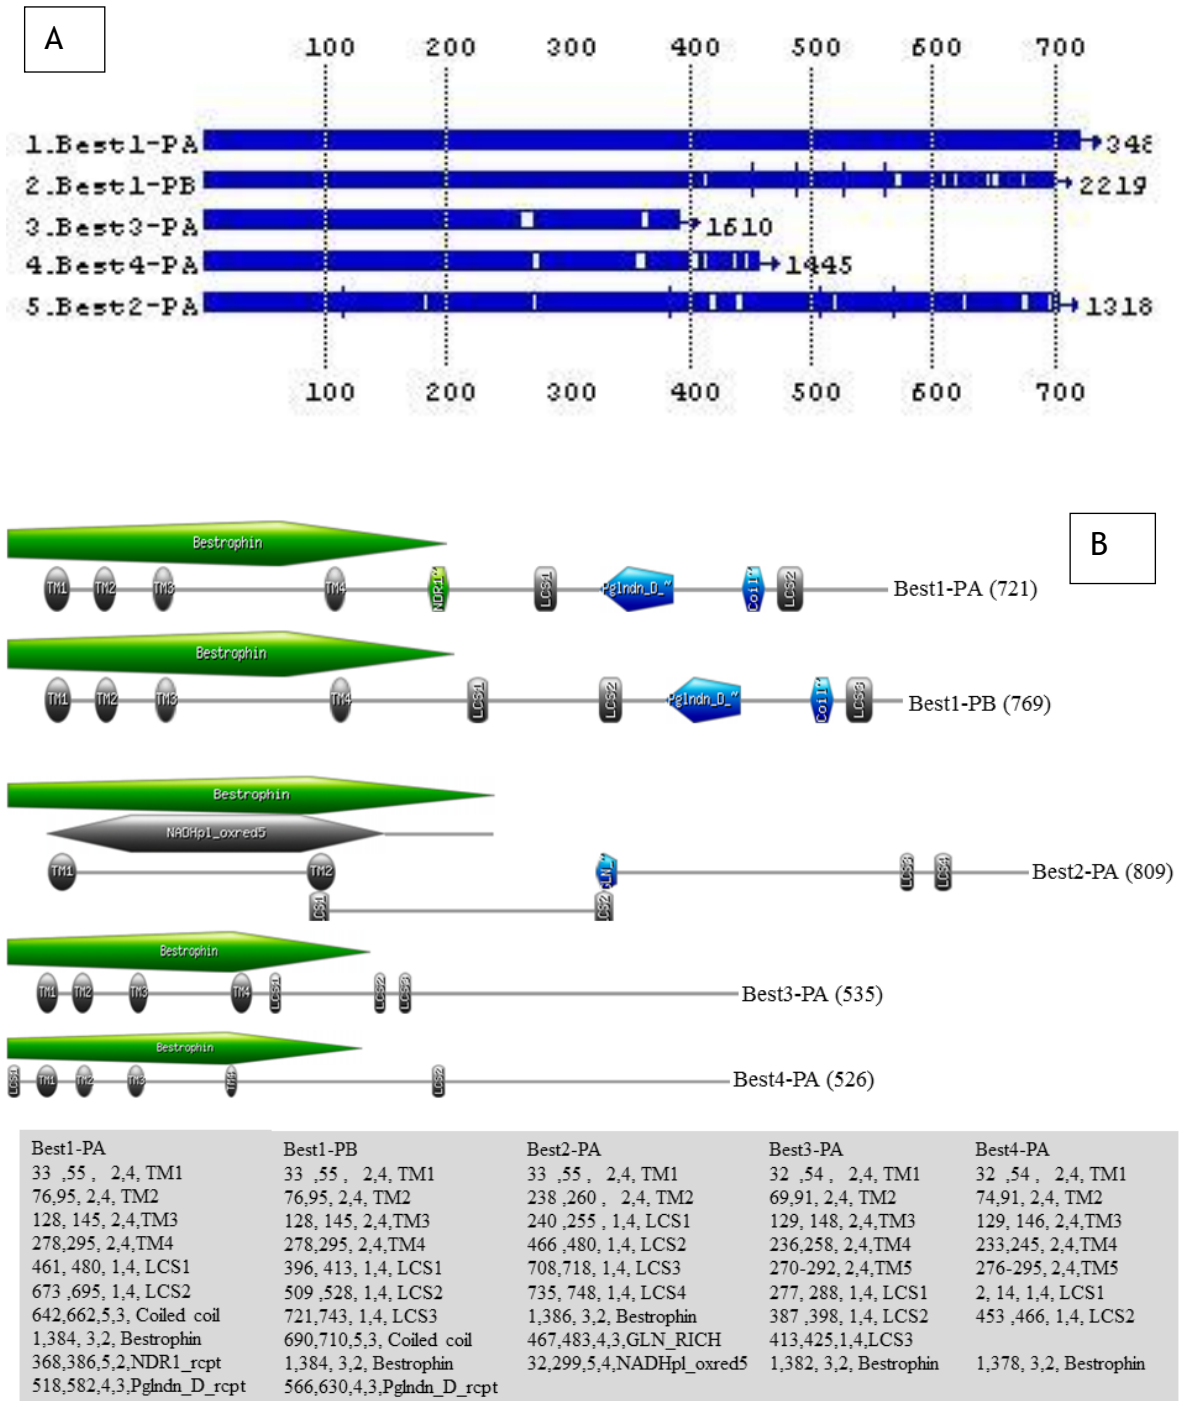 A
100 200 300 400 500 600 700
1.Best1-PA 348
2.Best1-PB 2219
3.Best3-PA 1610
4.Best4-PA 1445
5.Best2-PA 1318
100 200 300 400 500 600 700
B
Bestrophin
TM1 TM2 TM3 TM4 NDR1~ LCS1 Pglndn_D_~ Coil~ LCS2 Best1-PA (721)
Bestrophin
TM1 TM2 TM3 TM4 LCS1 LCS2 Pglndn_D_~ Coil~ LCS3 Best1-PB (769)
Bestrophin
NADHpl_oxred5
TM1 TM2 GLN_~ LCS3 LCS4 Best2-PA (809)
CS1 CS2
Bestrophin
TM1 TM2 TM3 TM4 LCS1 LCS2 LCS3 Best3-PA (535)
Bestrophin
LCS1 TM1 TM2 TM3 TM4 LCS2 Best4-PA (526)
Best1-PA Best1-PB Best2-PA Best3-PA Best4-PA
33 ,55 , 2,4, TM1 33 ,55 , 2,4, TM1 33 ,55 , 2,4, TM1 32 ,54 , 2,4, TM1 32 ,54 , 2,4, TM1
76,95, 2,4, TM2 76,95, 2,4, TM2 238 ,260 , 2,4, TM2 69,91, 2,4, TM2 74,91, 2,4, TM2
128, 145, 2,4,TM3 128, 145, 2,4,TM3 240 ,255 , 1,4, LCS1 129, 148, 2,4,TM3 129, 146, 2,4,TM3
278,295, 2,4,TM4 278,295, 2,4,TM4 466 ,480, 1,4, LCS2 236,258, 2,4,TM4 233,245, 2,4,TM4
461, 480, 1,4, LCS1 396, 413, 1,4, LCS1 708,718, 1,4, LCS3 270-292, 2,4,TM5 276-295, 2,4,TM5
673 ,695, 1,4, LCS2 509 ,528, 1,4, LCS2 735, 748, 1,4, LCS4 277, 288, 1,4, LCS1 2, 14, 1,4, LCS1
642,662,5,3, Coiled coil 721,743, 1,4, LCS3 1,386, 3,2, Bestrophin 387 ,398, 1,4, LCS2 453 ,466, 1,4, LCS2
1,384, 3,2, Bestrophin 690,710,5,3, Coiled coil 467,483,4,3,GLN_RICH 413,425,1,4,LCS3
368,386,5,2,NDR1_rcpt 1,384, 3,2, Bestrophin 32,299,5,4,NADHpl_oxred5 1,382, 3,2, Bestrophin 1,378, 3,2, Bestrophin
518,582,4,3,Pglndn_D_rcpt 566,630,4,3,Pglndn_D_rcpt